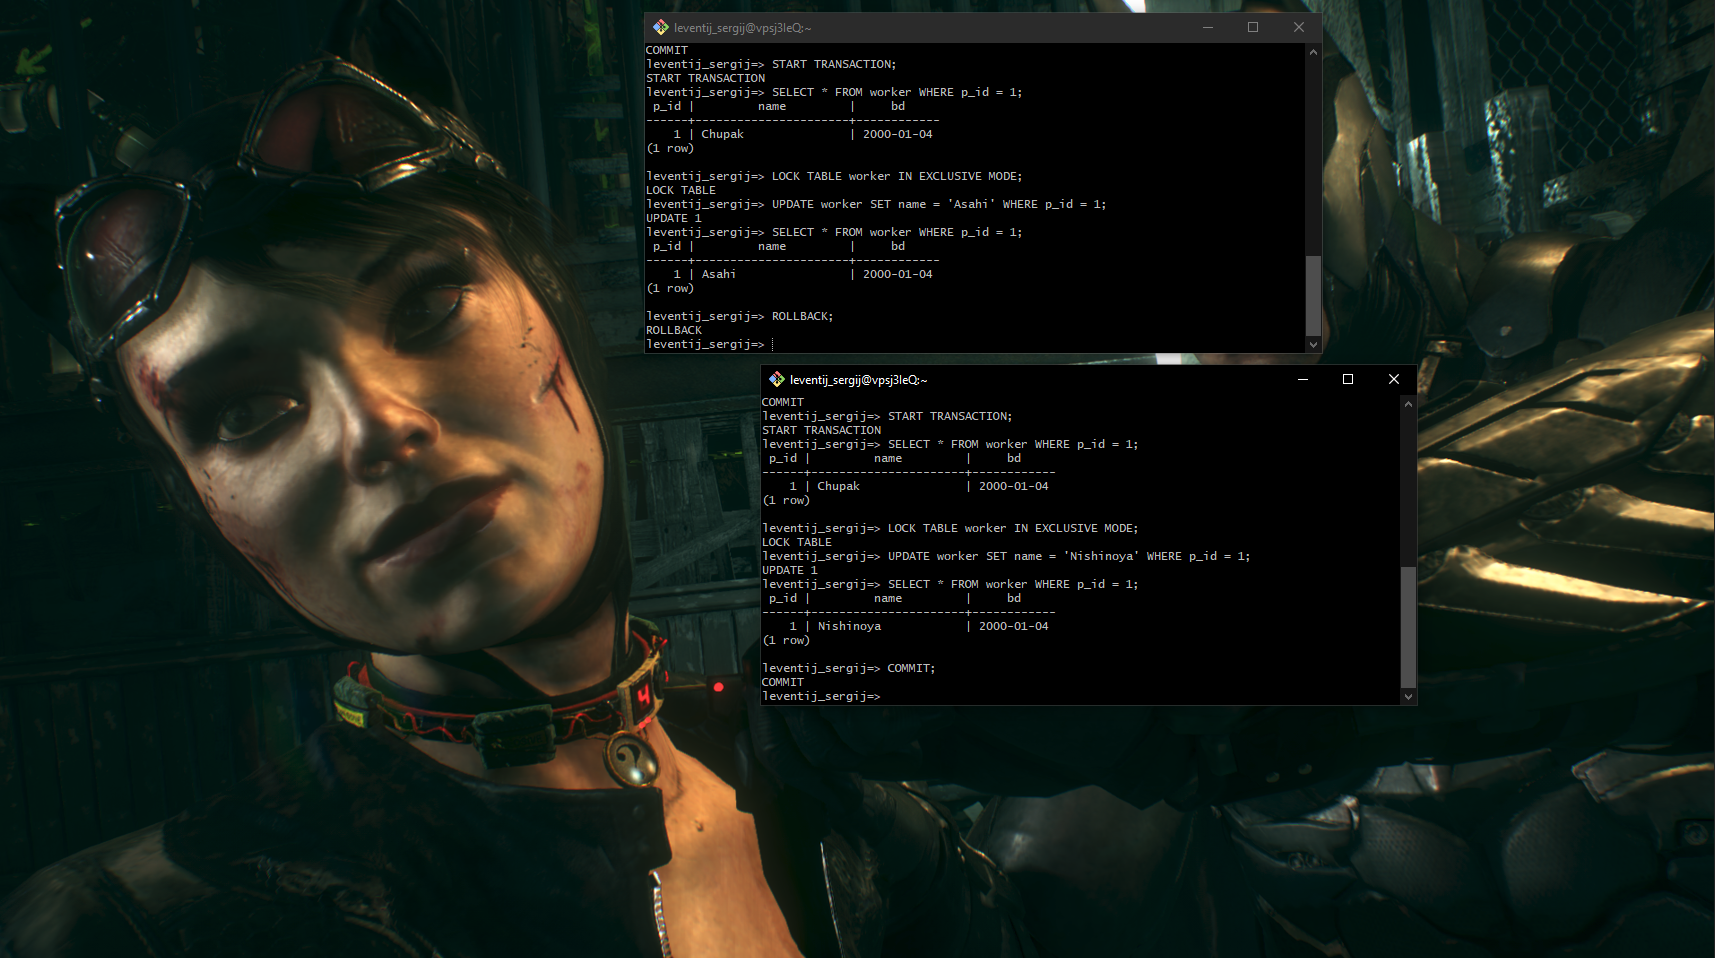 leventij_sergij@vpsj3leQ:~
COMMIT
leventij_sergij=> START TRANSACTION;
START TRANSACTION
leventij_sergij=> SELECT * FROM worker WHERE p_id = 1;
 p_id |         name         |     bd
------+----------------------+------------
    1 | Chupak               | 2000-01-04
(1 row)
leventij_sergij=> LOCK TABLE worker IN EXCLUSIVE MODE;
LOCK TABLE
leventij_sergij=> UPDATE worker SET name = 'Asahi' WHERE p_id = 1;
UPDATE 1
leventij_sergij=> SELECT * FROM worker WHERE p_id = 1;
 p_id |         name         |     bd
------+----------------------+------------
    1 | Asahi                | 2000-01-04
(1 row)
leventij_sergij=> ROLLBACK;
ROLLBACK
leventij_sergij=>
leventij_sergij@vpsj3leQ:~
COMMIT
leventij_sergij=> START TRANSACTION;
START TRANSACTION
leventij_sergij=> SELECT * FROM worker WHERE p_id = 1;
 p_id |         name         |     bd
------+----------------------+------------
    1 | Chupak               | 2000-01-04
(1 row)
leventij_sergij=> LOCK TABLE worker IN EXCLUSIVE MODE;
LOCK TABLE
leventij_sergij=> UPDATE worker SET name = 'Nishinoya' WHERE p_id = 1;
UPDATE 1
leventij_sergij=> SELECT * FROM worker WHERE p_id = 1;
 p_id |         name         |     bd
------+----------------------+------------
    1 | Nishinoya            | 2000-01-04
(1 row)
leventij_sergij=> COMMIT;
COMMIT
leventij_sergij=>
4